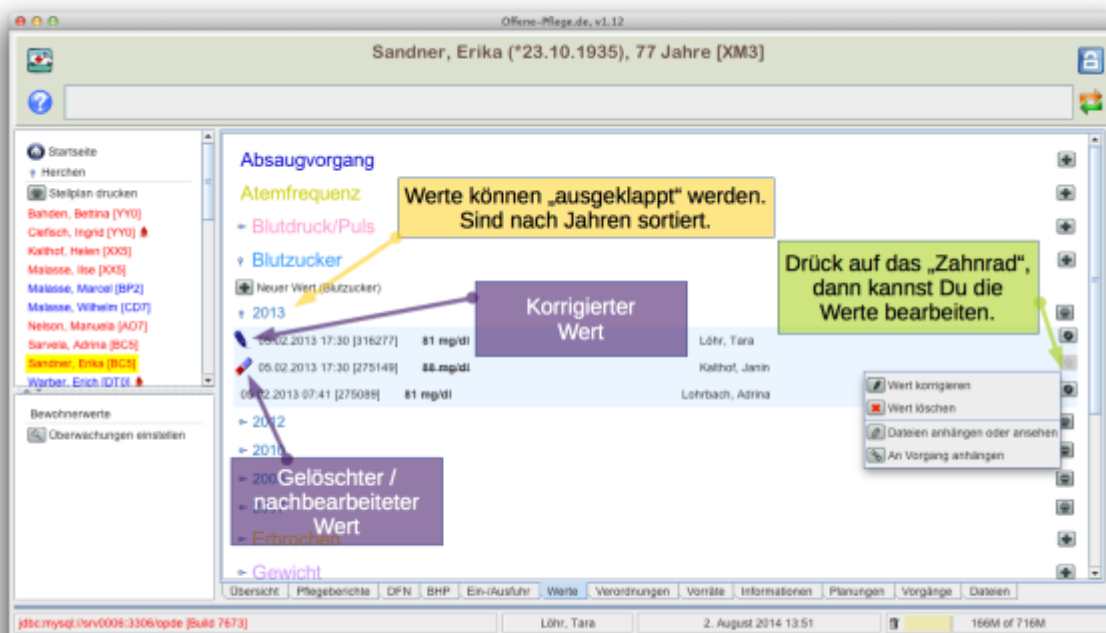 Offene-Pflege.de, v1.12
Sandner, Erika (*23.10.1935), 77 Jahre [XM3]
Startseite
Herchen
Stellplan drucken
Bahden, Bettina [YY0]
Clefisch, Ingrid [YY0]
Kalthof, Helen [XX5]
Malasse, Ilse [XX5]
Malasse, Marcel [BP2]
Malasse, Wilhelm [CD7]
Nelson, Manuela [AO7]
Sarvela, Adrina [BC5]
Sandner, Erika [BC5]
Warber, Erich [DT0]
Bewohnerwerte
Überwachungen einstellen
Absaugvorgang
Atemfrequenz
Werte können „ausgeklappt“ werden.
Sind nach Jahren sortiert.
Blutdruck/Puls
Blutzucker
Drück auf das „Zahnrad“,
dann kannst Du die
Werte bearbeiten.
Neuer Wert (Blutzucker)
2013
Korrigierter
Wert
05.02.2013 17:30 [316277] 81 mg/dl Löhr, Tara
05.02.2013 17:30 [275149] 88 mg/dl Kalthof, Janin
05.02.2013 07:41 [275089] 81 mg/dl Lohrbach, Adrina
Wert korrigieren
Wert löschen
Dateien anhängen oder ansehen
An Vorgang anhängen
2012
2010
Gelöschter /
nachbearbeiteter
Wert
Erbrochen
Gewicht
Übersicht Pflegeberichte DFN BHP Ein-/Ausfuhr Werte Verordnungen Vorräte Informationen Planungen Vorgänge Dateien
jdbc:mysql://srv0006:3306/opde [Build 7673] Löhr, Tara 2. August 2014 13:51 166M of 716M